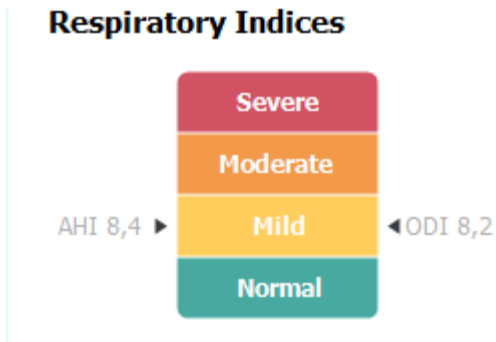 Respiratory Indices
Severe
Moderate
AHI 8,4 Mild ODI 8,2
Normal